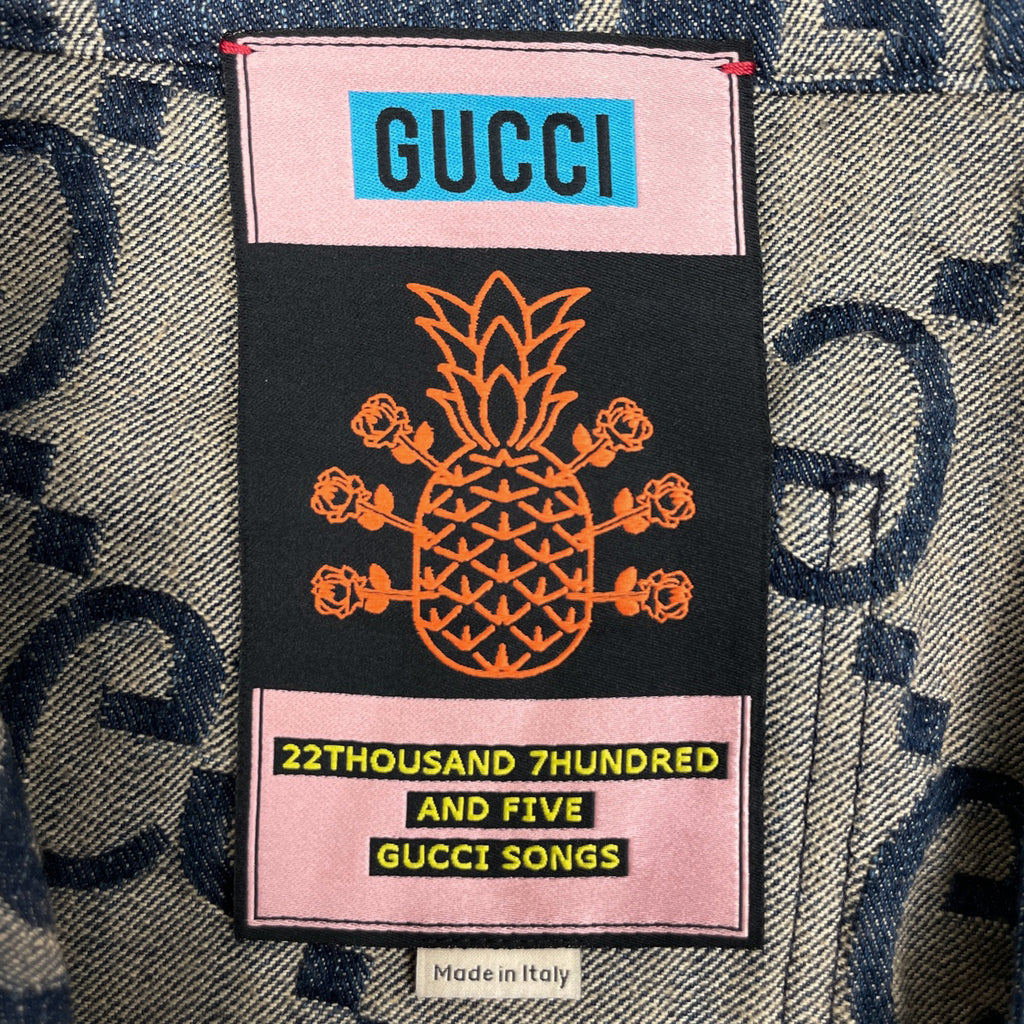 GUCCI
22THOUSAND 7HUNDRED
AND FIVE
GUCCI SONGS
Made in Italy